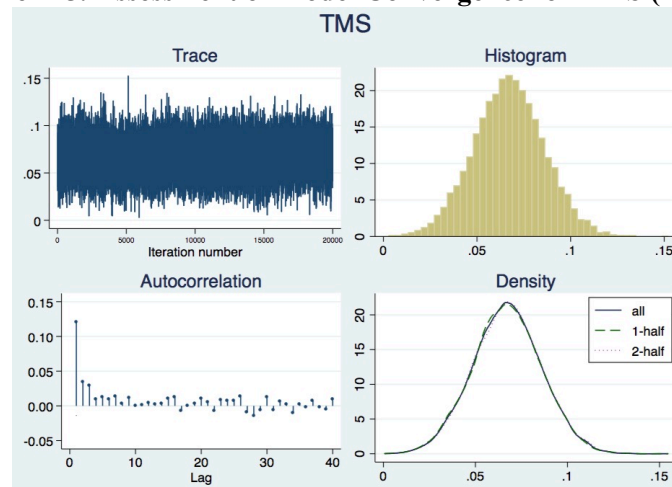 TMS
Trace
.15
.1
.05
0
0 5000 10000 15000 20000
Iteration number
Histogram
20
15
10
5
0
0 .05 .1 .15
Autocorrelation
0.15
0.10
0.05
0.00
-0.05
0 10 20 30 40
Lag
Density
all
1-half
2-half
20
15
10
5
0
0 .05 .1 .15